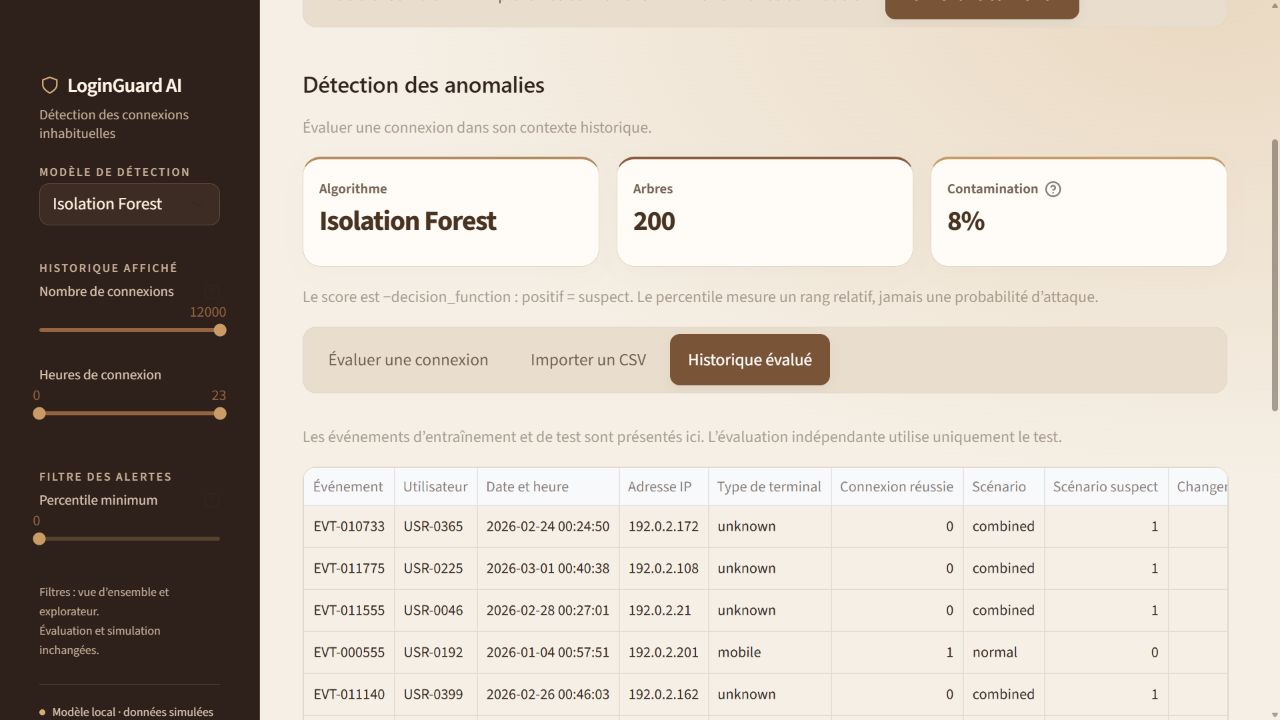 LoginGuard AI
Détection des connexions
inhabituelles
MODÈLE DE DÉTECTION
Isolation Forest
HISTORIQUE AFFICHÉ
Nombre de connexions
12000
Heures de connexion
0 23
FILTRE DES ALERTES
Percentile minimum
0
Filtres : vue d’ensemble et
explorateur.
Évaluation et simulation
inchangées.
Modèle local · données simulées
Détection des anomalies
Évaluer une connexion dans son contexte historique.
Algorithme
Isolation Forest
Arbres
200
Contamination
8%
Le score est −decision_function : positif = suspect. Le percentile mesure un rang relatif, jamais une probabilité d’attaque.
Évaluer une connexion Importer un CSV Historique évalué
Les événements d’entraînement et de test sont présentés ici. L’évaluation indépendante utilise uniquement le test.
Événement Utilisateur Date et heure Adresse IP Type de terminal Connexion réussie Scénario Scénario suspect
EVT-010733 USR-0365 2026-02-24 00:24:50 192.0.2.172 unknown 0 combined 1
EVT-011775 USR-0225 2026-03-01 00:40:38 192.0.2.108 unknown 0 combined 1
EVT-011555 USR-0046 2026-02-28 00:27:01 192.0.2.21 unknown 0 combined 1
EVT-000555 USR-0192 2026-01-04 00:57:51 192.0.2.201 mobile 1 normal 0
EVT-011140 USR-0399 2026-02-26 00:46:03 192.0.2.162 unknown 0 combined 1